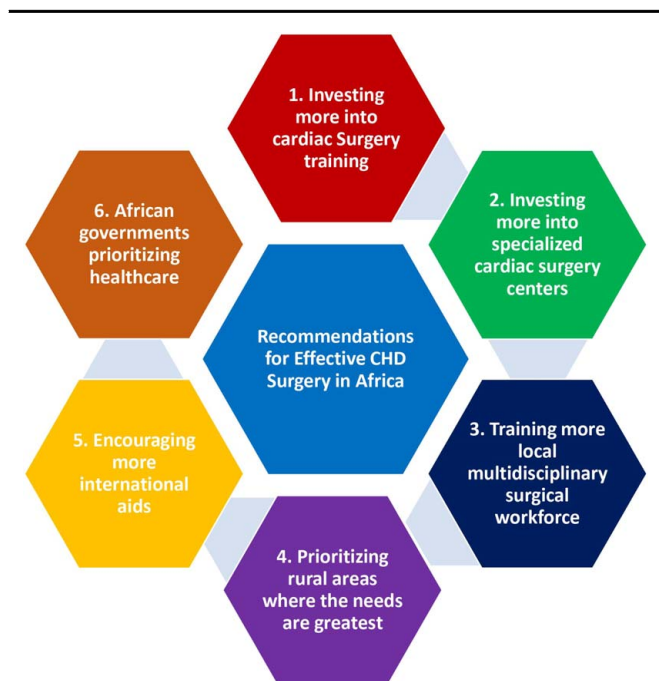 1. Investing
more into
cardiac Surgery
training
2. Investing
more into
specialized
cardiac surgery
centers
3. Training more
local
multidisciplinary
surgical
workforce
4. Prioritizing
rural areas
where the needs
are greatest
5. Encouraging
more
international
aids
6. African
governments
prioritizing
healthcare
Recommendations
for Effective CHD
Surgery in Africa